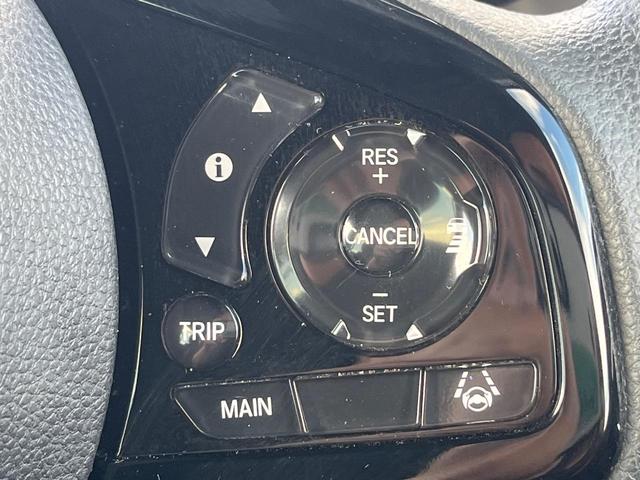 i
RES
+
CANCEL
−
SET
TRIP
MAIN